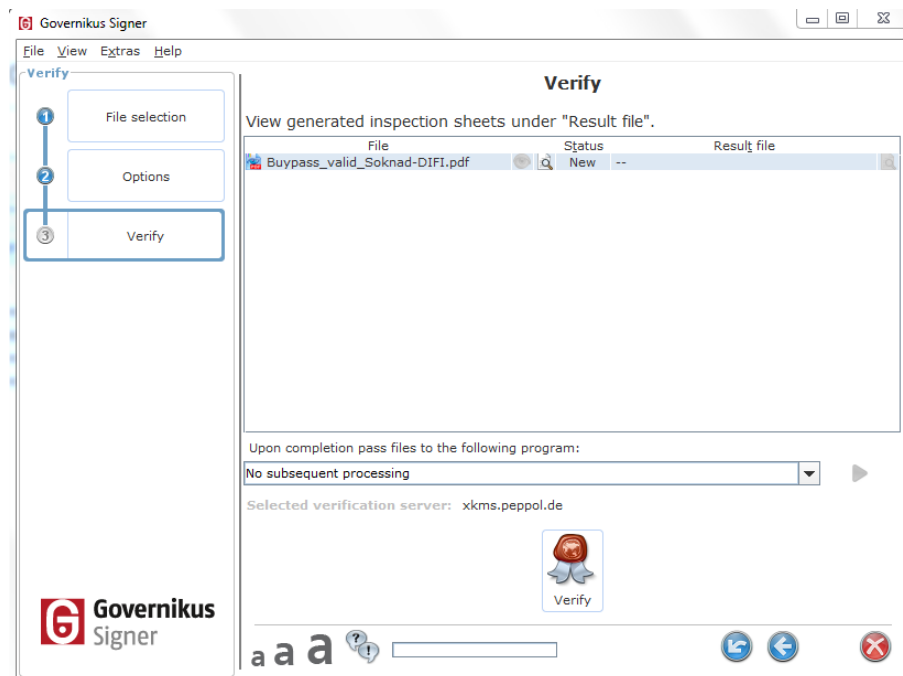 Governikus Signer
File View Extras Help
Verify
1 File selection
2 Options
3 Verify
Governikus
Signer
Verify
View generated inspection sheets under "Result file".
File Status Result file
Buypass_valid_Soknad-DIFI.pdf New --
Upon completion pass files to the following program:
No subsequent processing
Selected verification server: xkms.peppol.de
Verify
a a a ? !